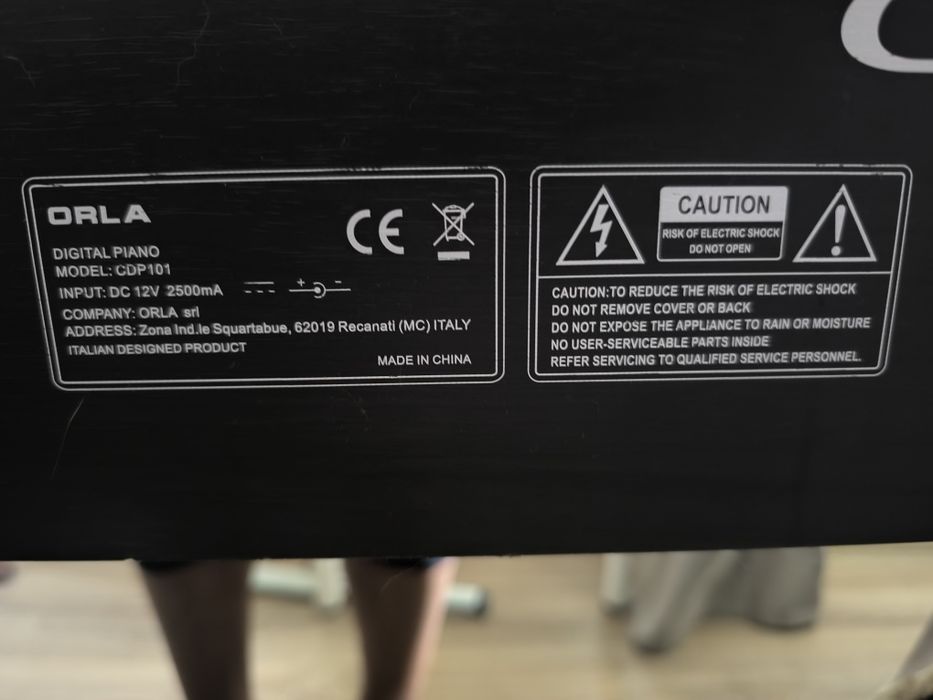 ORLA
CE
DIGITAL PIANO
MODEL: CDP101
INPUT: DC 12V 2500mA
+ -
COMPANY: ORLA srl
ADDRESS: Zona Ind.le Squartabue, 62019 Recanati (MC) ITALY
ITALIAN DESIGNED PRODUCT
MADE IN CHINA
CAUTION
RISK OF ELECTRIC SHOCK
DO NOT OPEN
CAUTION:TO REDUCE THE RISK OF ELECTRIC SHOCK
DO NOT REMOVE COVER OR BACK
DO NOT EXPOSE THE APPLIANCE TO RAIN OR MOISTURE
NO USER-SERVICEABLE PARTS INSIDE
REFER SERVICING TO QUALIFIED SERVICE PERSONNEL.